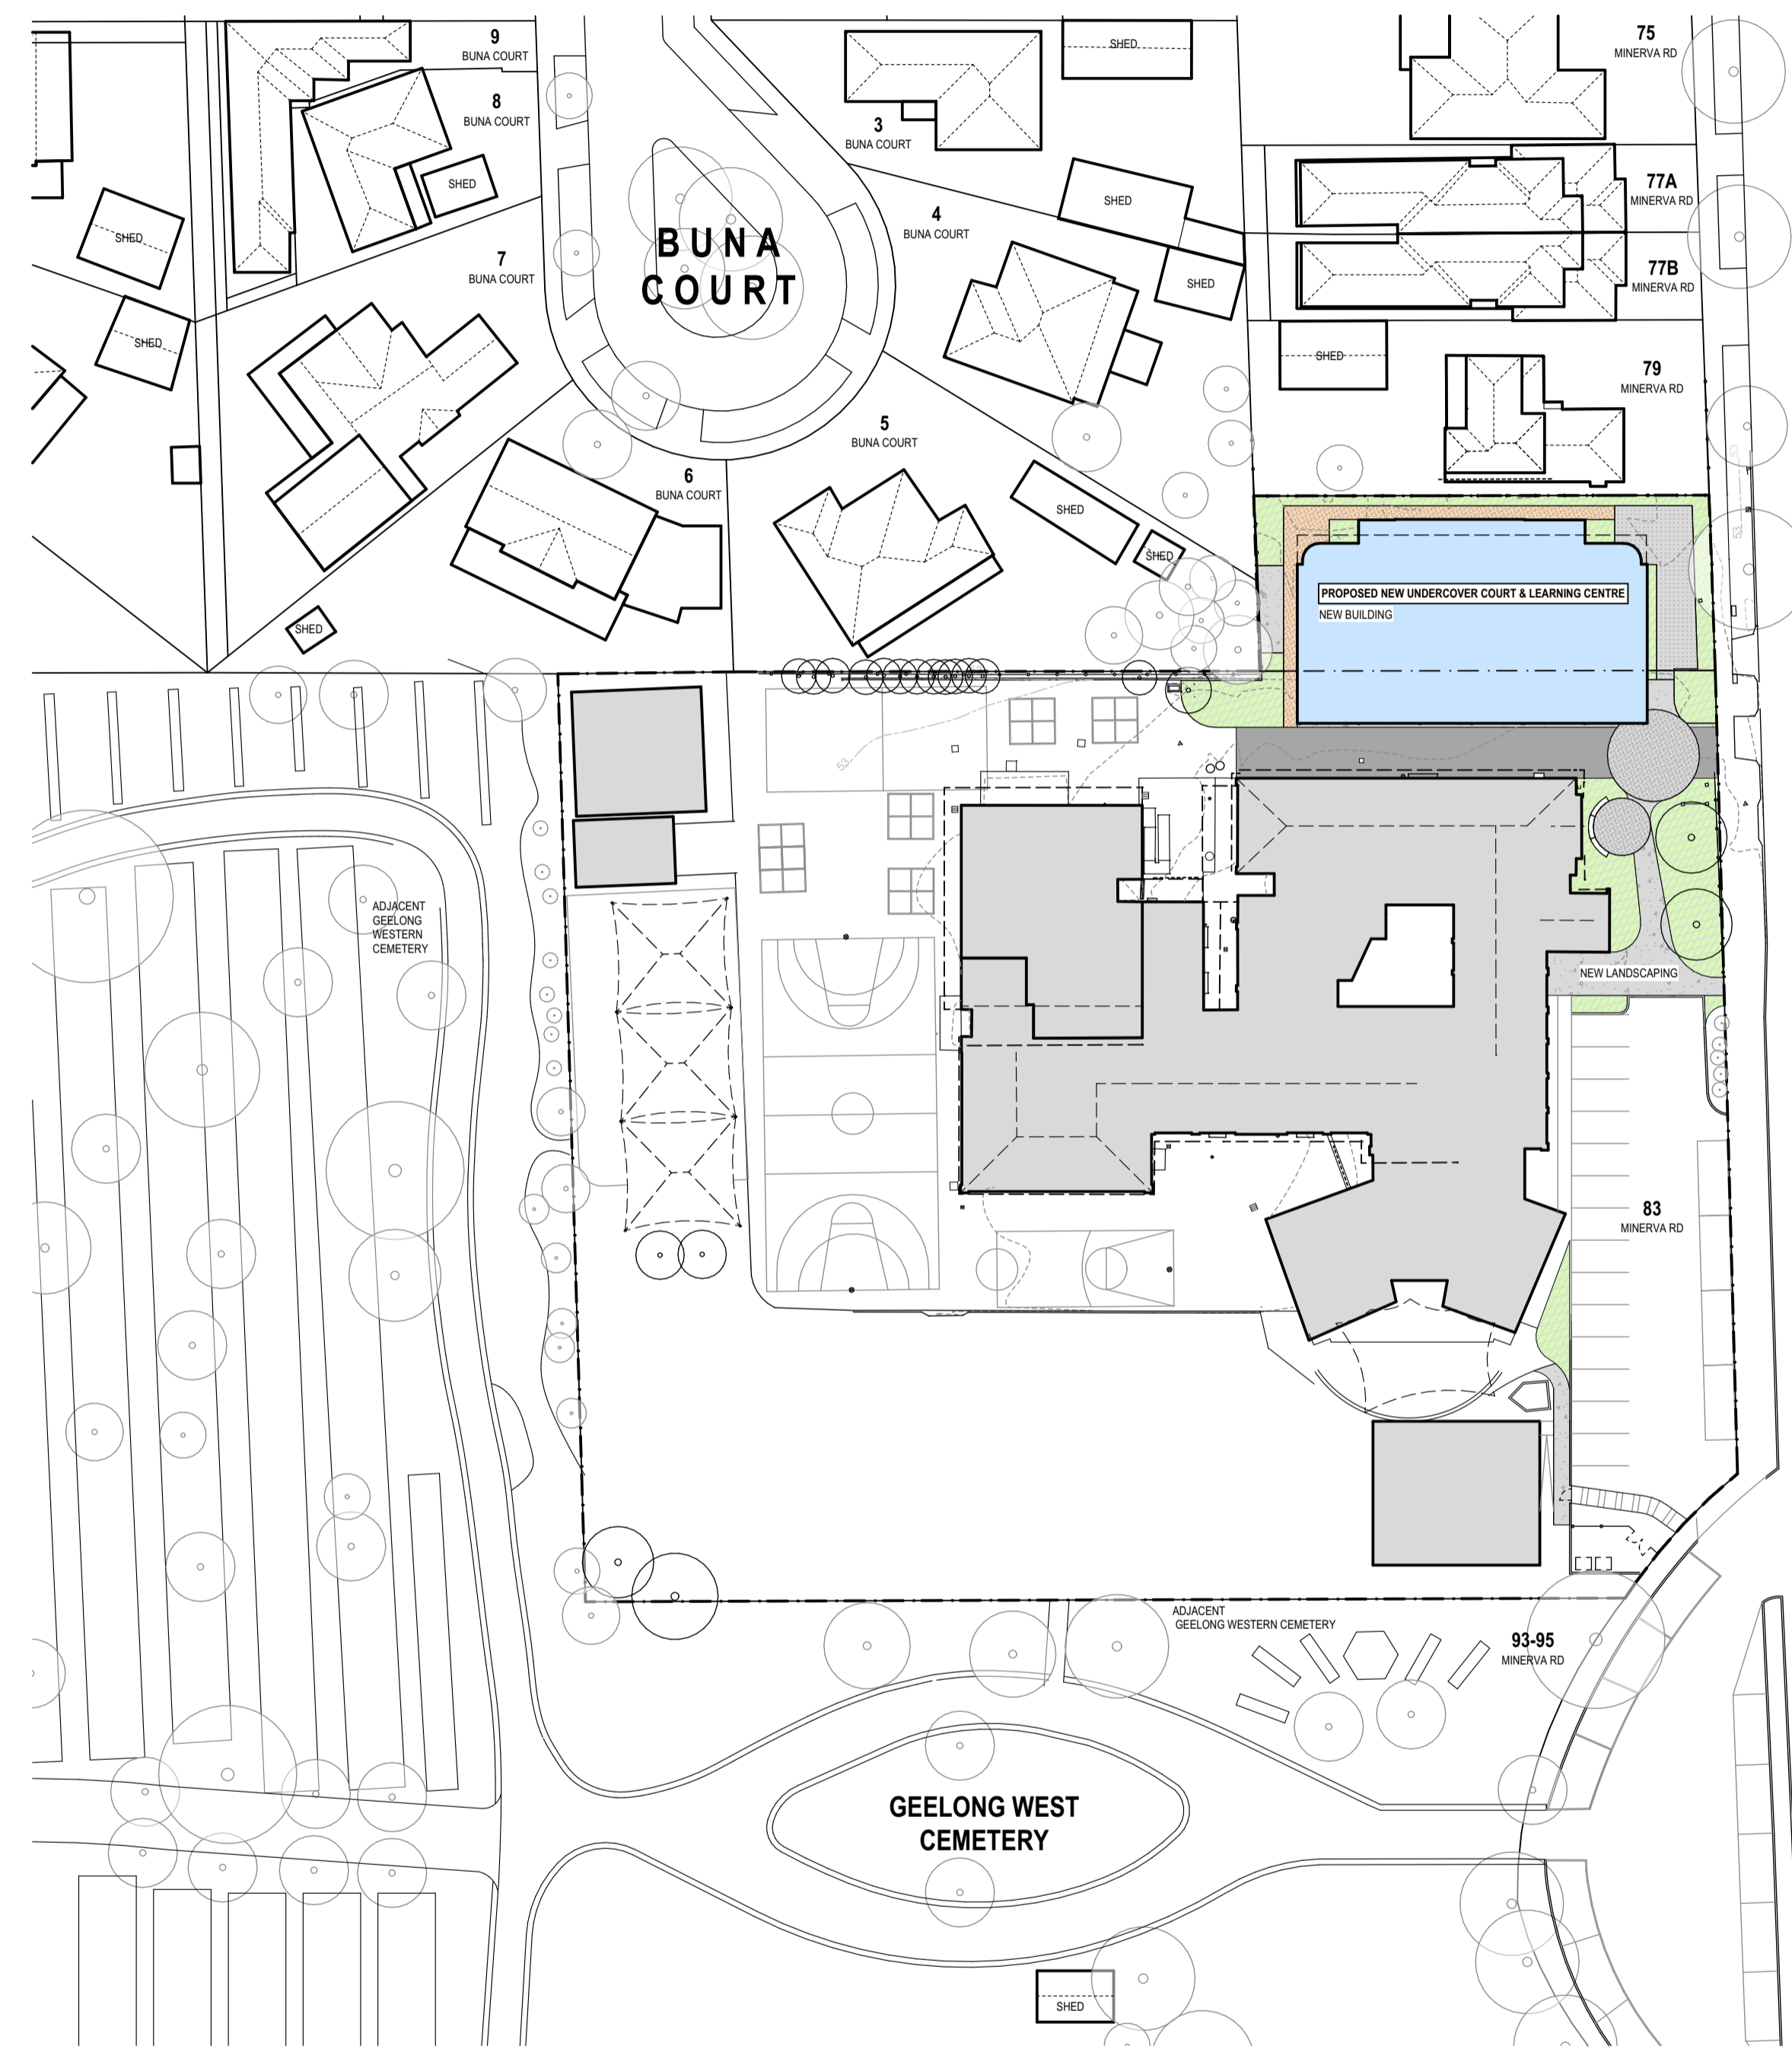 9
BUNA COURT
SHED
75
MINERVA RD
8
BUNA COURT
3
BUNA COURT
SHED
SHED
4
BUNA COURT
77A
MINERVA RD
SHED
BUNA
COURT
7
BUNA COURT
SHED
77B
MINERVA RD
SHED
SHED
79
MINERVA RD
5
BUNA COURT
6
BUNA COURT
SHED
SHED
53
53
PROPOSED NEW UNDERCOVER COURT & LEARNING CENTRE
NEW BUILDING
SHED
53
ADJACENT
GEELONG
WESTERN
CEMETERY
NEW LANDSCAPING
83
MINERVA RD
ADJACENT
GEELONG WESTERN CEMETERY
93-95
MINERVA RD
GEELONG WEST
CEMETERY
SHED